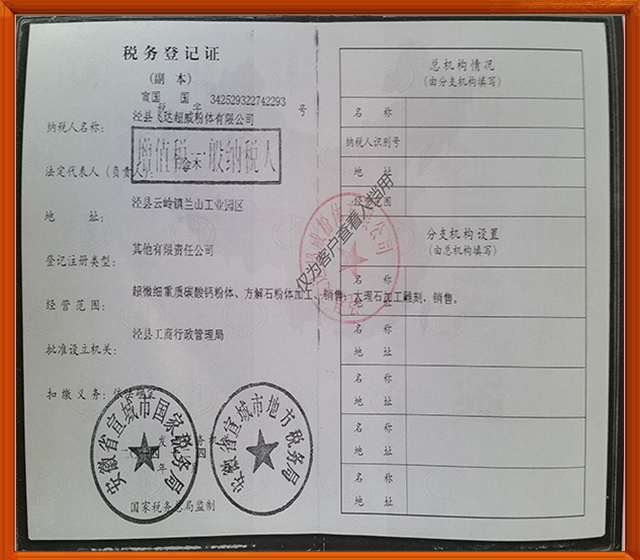 税务登记证
(副 本)
宣国 国 342529322742293
税 字 号
纳税人名称: 泾县飞达超威粉体有限公司
增值税一般纳税人
法定代表人(负责人
地 址: 泾县云岭镇兰山工业园区
登记注册类型: 其他有限责任公司
经营范围: 超微细重质碳酸钙粉体、方解石粉体加工、销售; 大理石加工雕刻、销售。
批准设立机关: 泾县工商行政管理局
扣缴义务:
安徽省宣城市国家税务局
安徽省宣城市地方税务局
国家税务总局监制
总机构情况
(由分支机构填写)
名 称
纳税人识别号
地 址
经营范围
仅为客户查看入档用
分支机构设置
(由总机构填写)
名 称
地 址
名 称
地 址
名 称
地 址
名 称
地 址
名 称
地 址